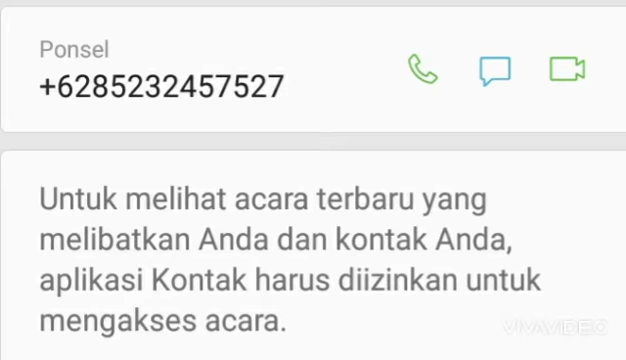 Ponsel
+6285232457527
Untuk melihat acara terbaru yang
melibatkan Anda dan kontak Anda,
aplikasi Kontak harus diizinkan untuk
mengakses acara.
VIVAVIDEO